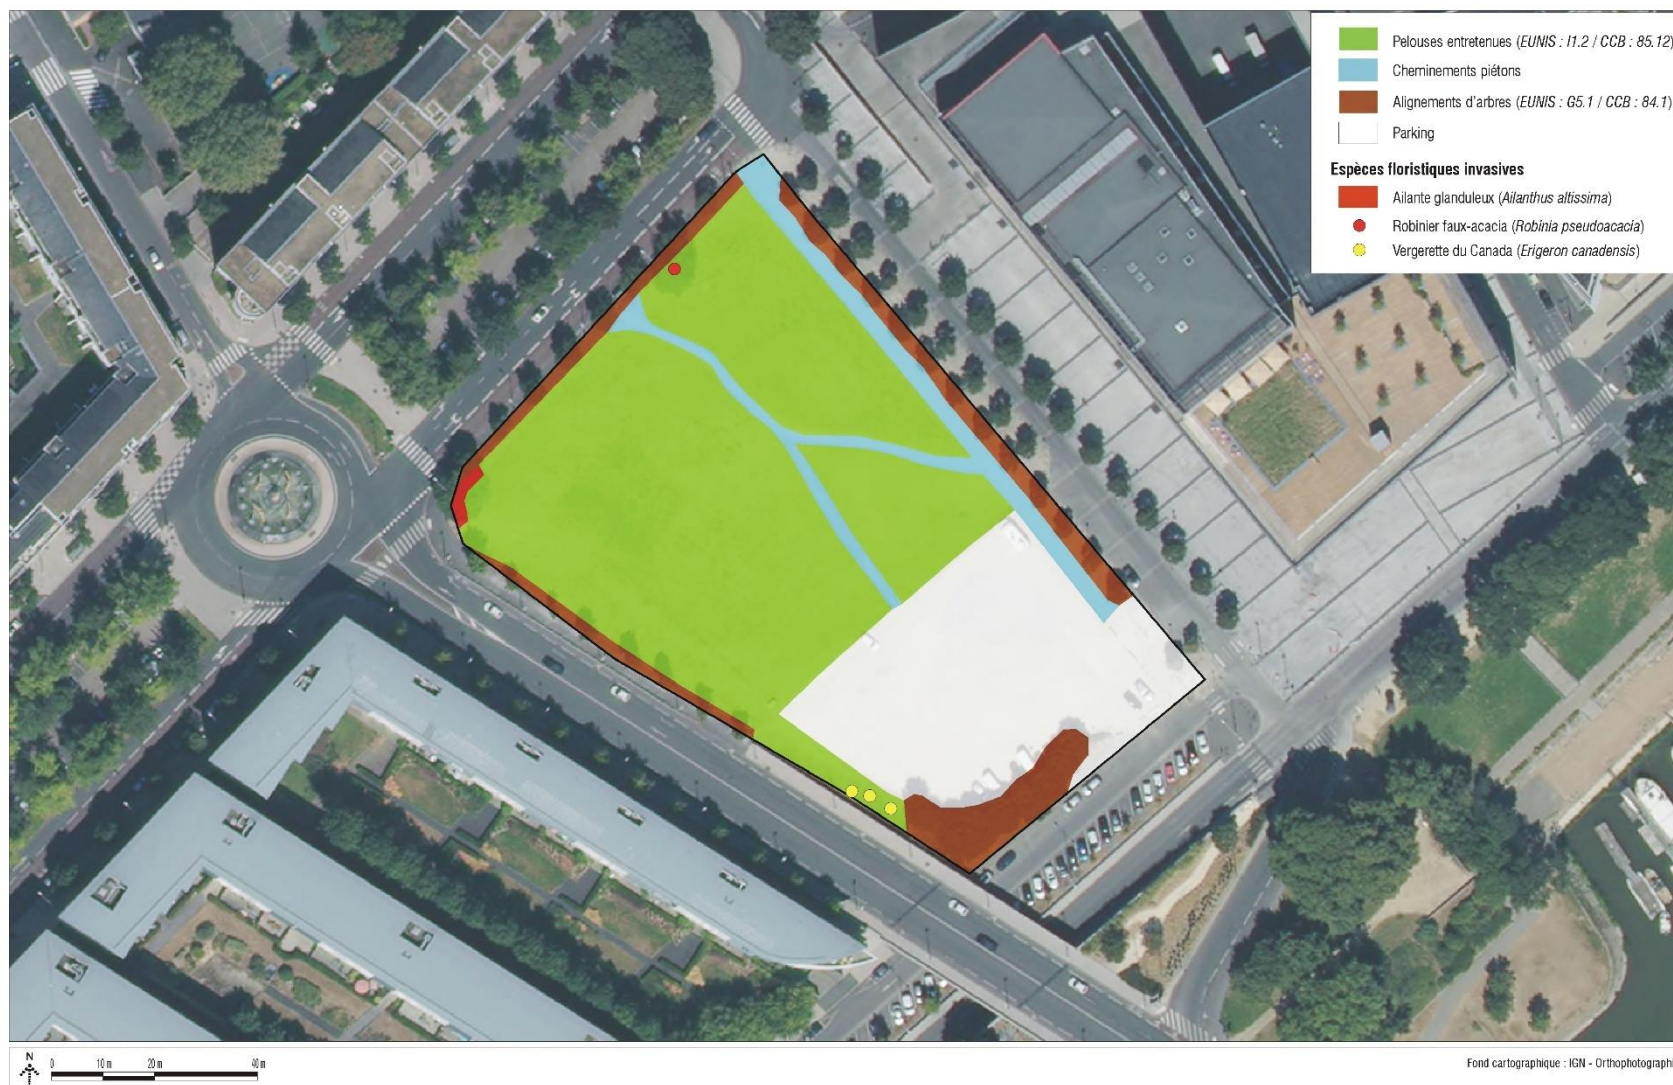 Pelouses entretenues (EUNIS : I1.2 / CCB : 85.12)
Cheminements piétons
Alignements d'arbres (EUNIS : G5.1 / CCB : 84.1)
Parking
Espèces floristiques invasives
Ailante glanduleux (Ailanthus altissima)
Robinier faux-acacia (Robinia pseudoacacia)
Vergerette du Canada (Erigeron canadensis)
N
0 10 m 20 m 40 m
Fond cartographique : IGN - Orthophotographi